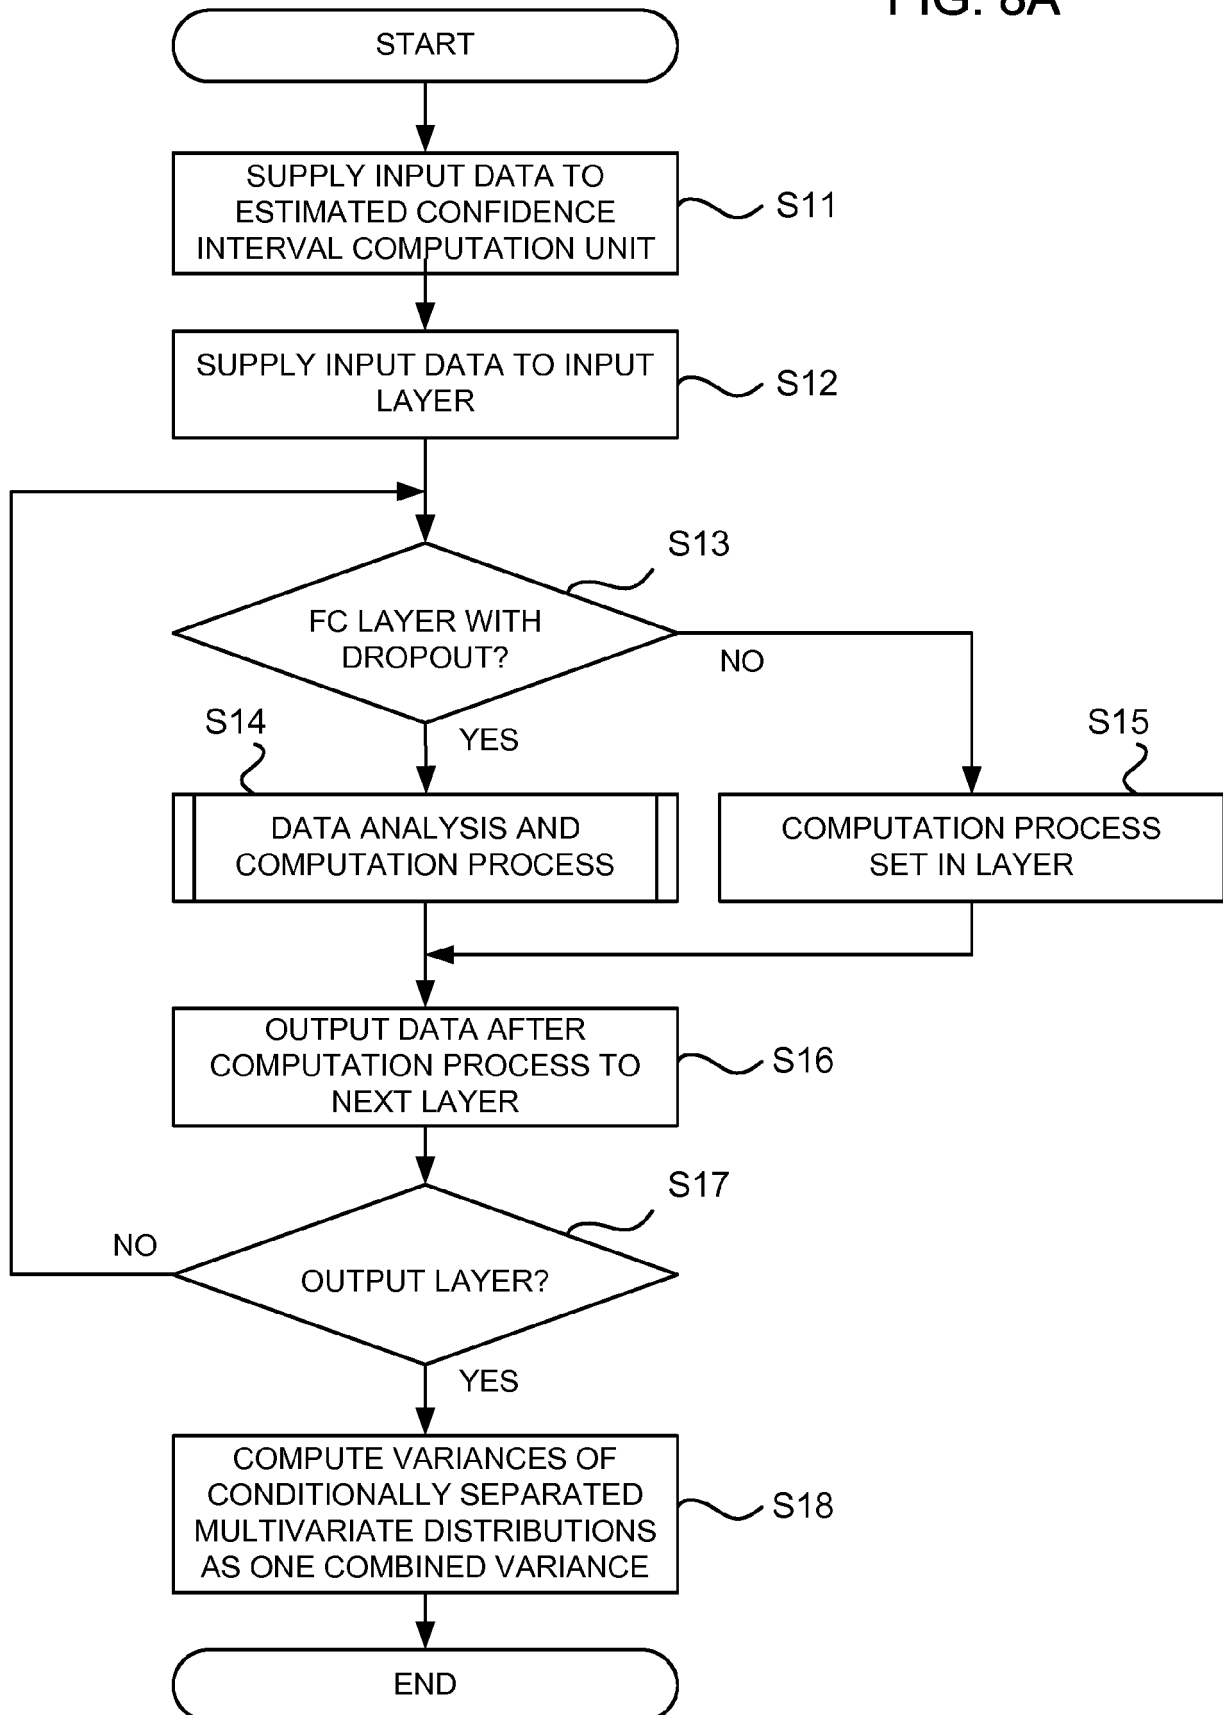 FIG. 8A
START
SUPPLY INPUT DATA TO
ESTIMATED CONFIDENCE
INTERVAL COMPUTATION UNIT
S11
SUPPLY INPUT DATA TO INPUT
LAYER
S12
S13
FC LAYER WITH
DROPOUT?
NO
YES
S14
S15
DATA ANALYSIS AND
COMPUTATION PROCESS
COMPUTATION PROCESS
SET IN LAYER
OUTPUT DATA AFTER
COMPUTATION PROCESS TO
NEXT LAYER
S16
S17
NO
OUTPUT LAYER?
YES
COMPUTE VARIANCES OF
CONDITIONALLY SEPARATED
MULTIVARIATE DISTRIBUTIONS
AS ONE COMBINED VARIANCE
S18
END